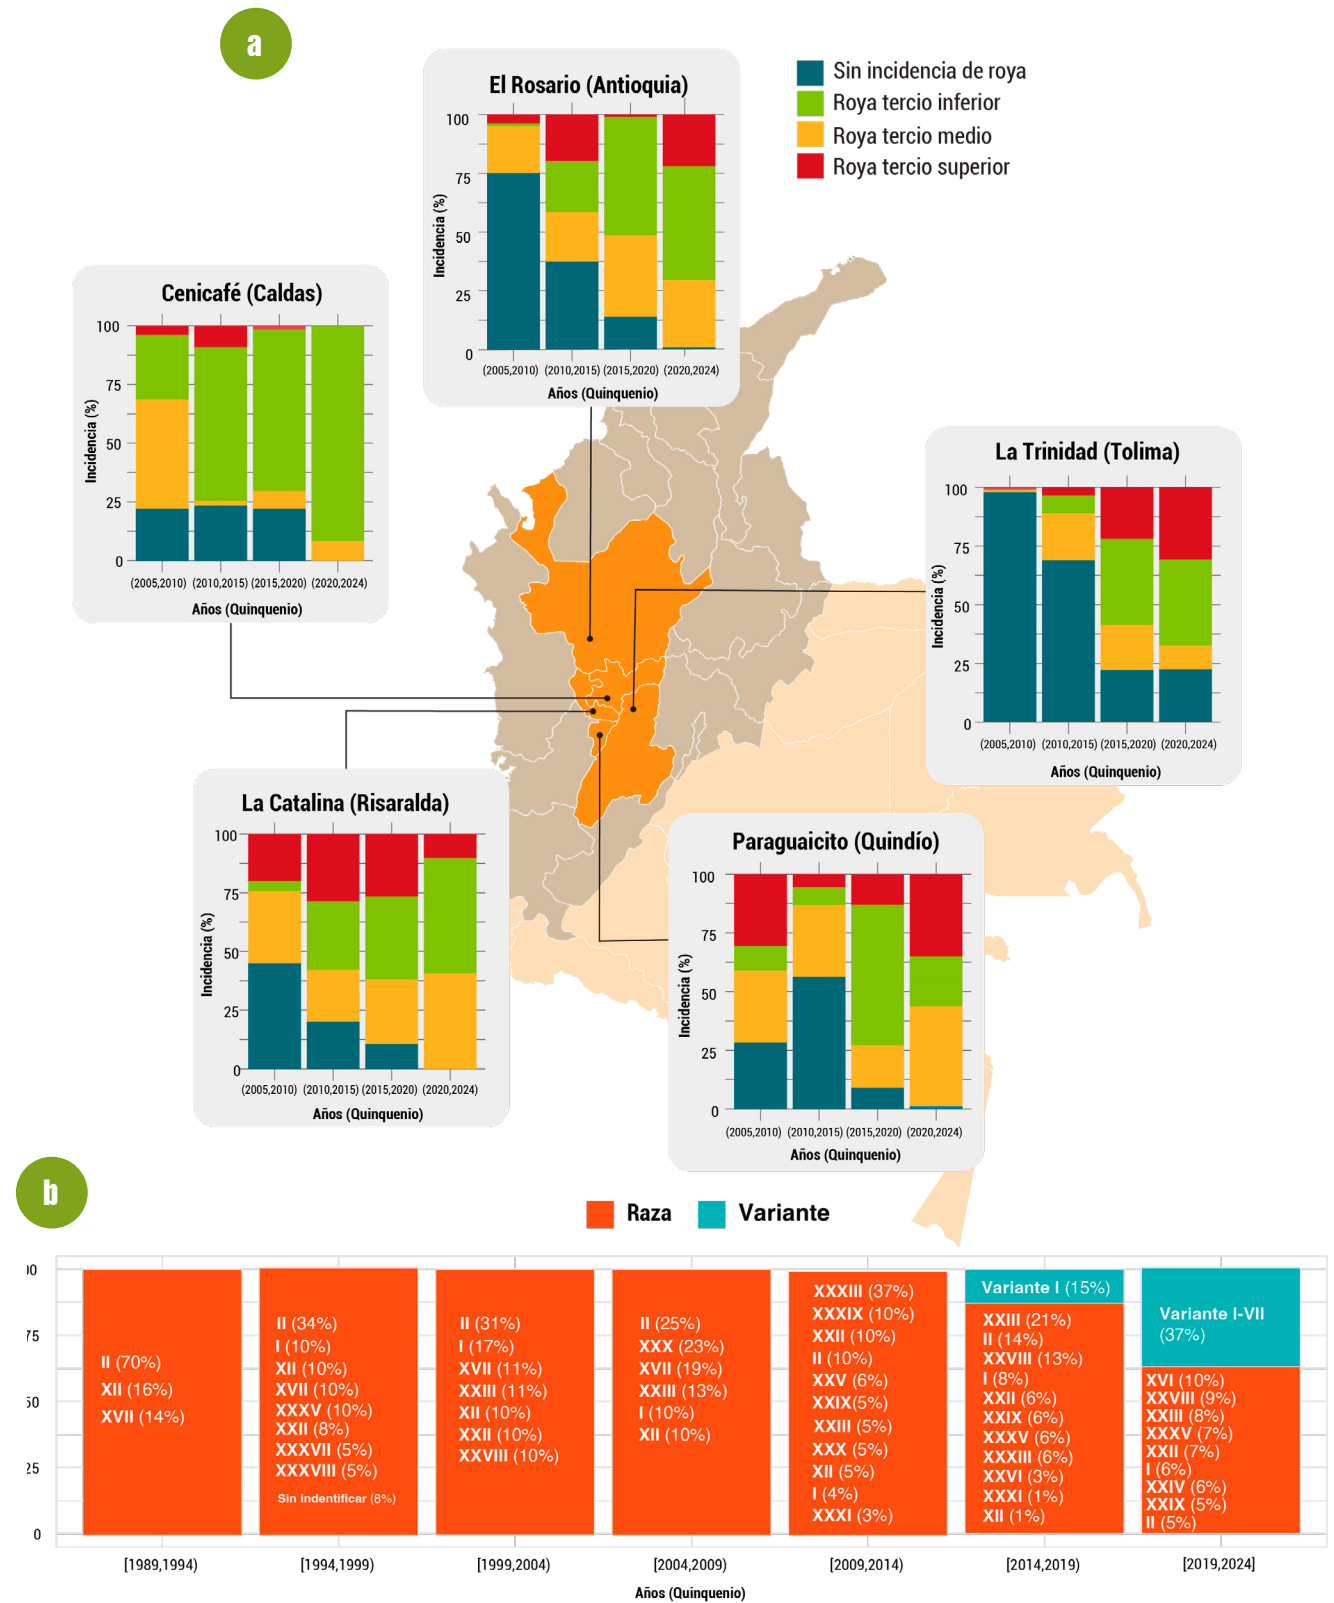 a
Sin incidencia de roya
Roya tercio inferior
Roya tercio medio
Roya tercio superior
El Rosario (Antioquia)
Incidencia (%)
100
75
50
25
0
(2005,2010) (2010,2015) (2015,2020) (2020,2024)
Años (Quinquenio)
Cenicafé (Caldas)
Incidencia (%)
100
75
50
25
0
(2005,2010) (2010,2015) (2015,2020) (2020,2024)
Años (Quinquenio)
La Trinidad (Tolima)
Incidencia (%)
100
75
50
25
0
(2005,2010) (2010,2015) (2015,2020) (2020,2024)
Años (Quinquenio)
La Catalina (Risaralda)
Incidencia (%)
100
75
50
25
0
(2005,2010) (2010,2015) (2015,2020) (2020,2024)
Años (Quinquenio)
Paraguaicito (Quindío)
Incidencia (%)
100
75
50
25
0
(2005,2010) (2010,2015) (2015,2020) (2020,2024)
Años (Quinquenio)
b
Raza
Variante
00
75
50
25
0
II (70%)
XII (16%)
XVII (14%)
II (34%)
I (10%)
XII (10%)
XVII (10%)
XXXV (10%)
XXII (8%)
XXXVII (5%)
XXXVIII (5%)
Sin indentificar (8%)
II (31%)
I (17%)
XVII (11%)
XXIII (11%)
XII (10%)
XXII (10%)
XXVIII (10%)
II (25%)
XXX (23%)
XVII (19%)
XXIII (13%)
I (10%)
XII (10%)
XXXIII (37%)
XXXIX (10%)
XXII (10%)
II (10%)
XXV (6%)
XXIX(5%)
XXIII (5%)
XXX (5%)
XII (5%)
I (4%)
XXXI (3%)
Variante I (15%)
XXIII (21%)
II (14%)
XXVIII (13%)
I (8%)
XXII (6%)
XXIX (6%)
XXXV (6%)
XXXIII (6%)
XXVI (3%)
XXXI (1%)
XII (1%)
Variante I-VII
(37%)
XVI (10%)
XXVIII (9%)
XXIII (8%)
XXXV (7%)
XXII (7%)
I (6%)
XXIV (6%)
XXIX (5%)
II (5%)
[1989,1994) [1994,1999) [1999,2004) [2004,2009) [2009,2014) [2014,2019) [2019,2024]
Años (Quinquenio)